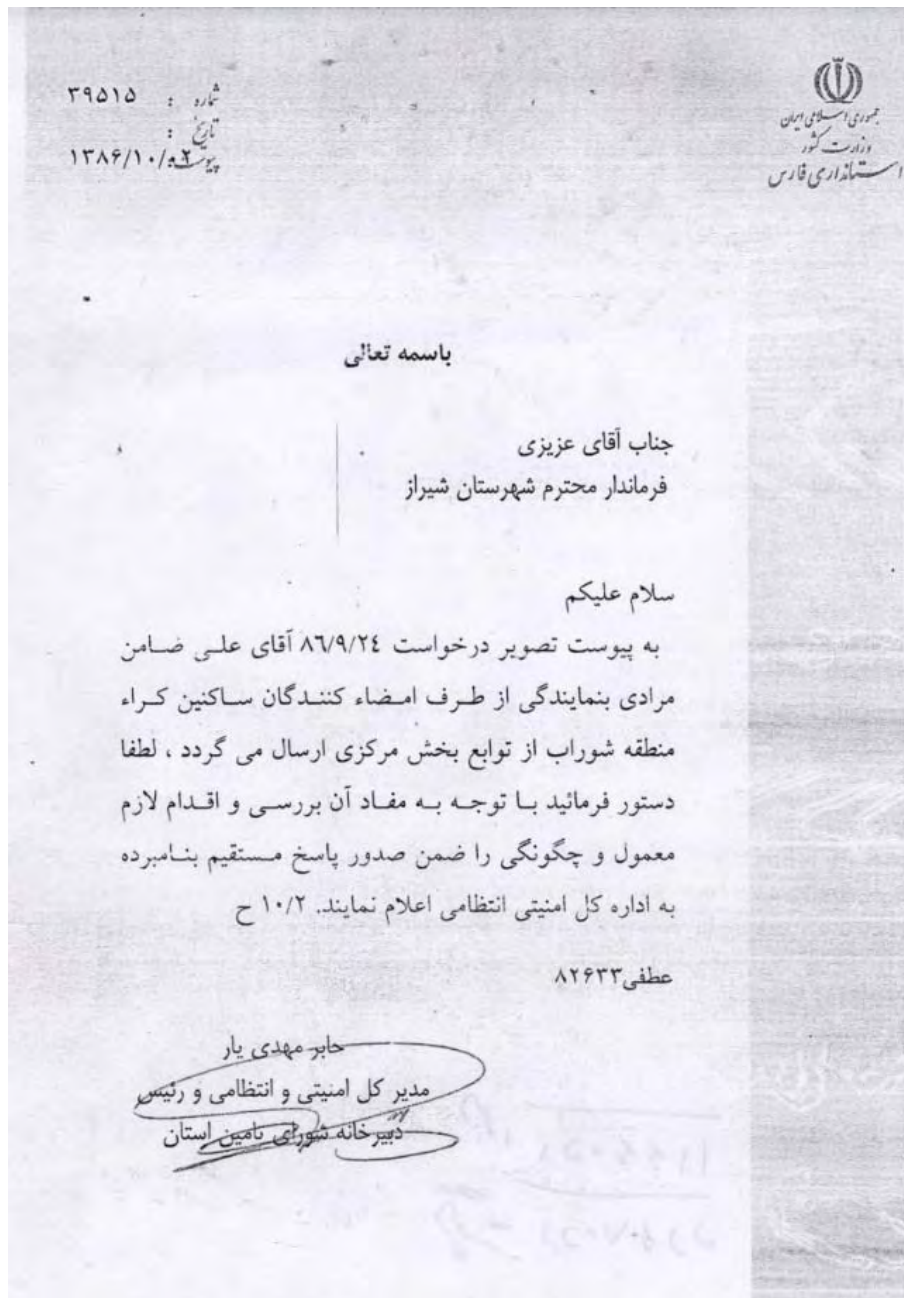 جمهوری اسلامی ایران
وزارت کشور
استانداری فارس
شماره : ۳۹۵۱۵
تاریخ :
پیوست : ۱۳۸۶/۱۰/۰۲
باسمه تعالی
جناب آقای عزیزی
فرماندار محترم شهرستان شیراز
سلام علیکم
به پیوست تصویر درخواست ۸۶/۹/۲۴ آقای علی ضامن
مرادی بنمایندگی از طرف امضاء کنندگان ساکنین کراء
منطقه شوراب از توابع بخش مرکزی ارسال می گردد ، لطفا
دستور فرمائید با توجه به مفاد آن بررسی و اقدام لازم
معمول و چگونگی را ضمن صدور پاسخ مستقیم بنامبرده
به اداره کل امنیتی انتظامی اعلام نمایند. ۱۰/۲ ح
عطفی۸۲۶۳۳
جابر مهدی یار
مدیر کل امنیتی و انتظامی و رئیس
دبیرخانه شورای تامین استان